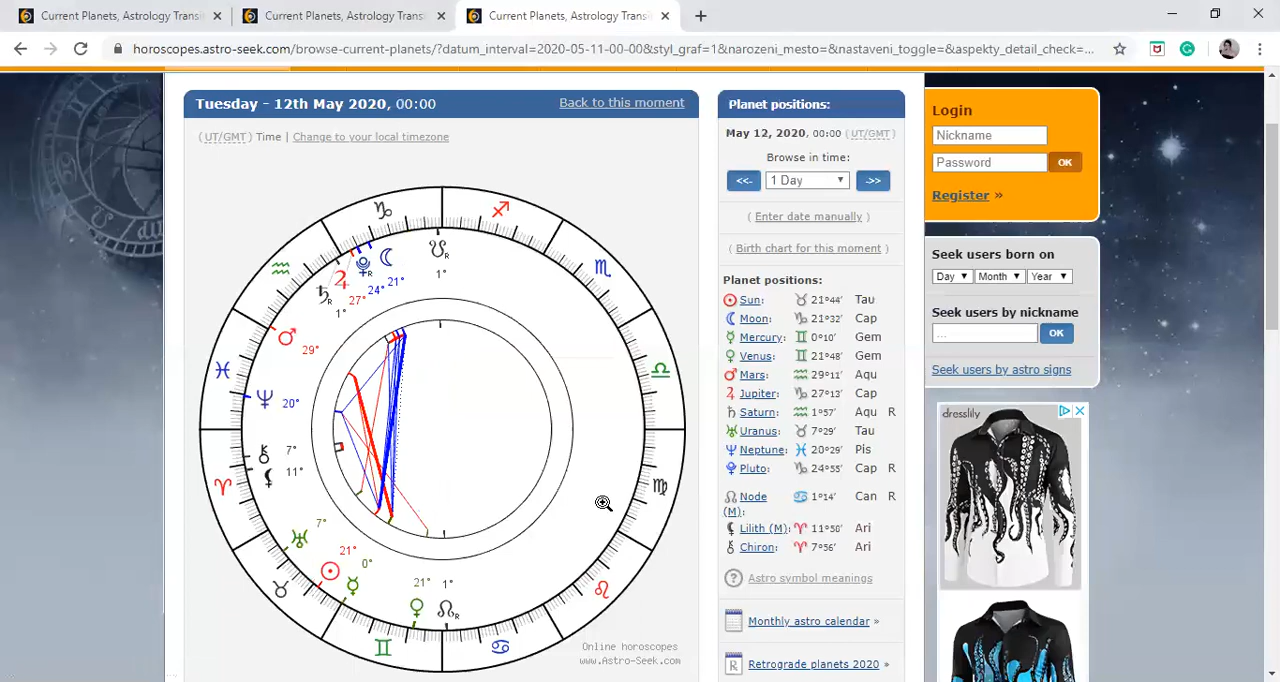 Current Planets, Astrology Transi
Current Planets, Astrology Trans
Current Planets, Astrology Transi
horoscopes.astro-seek.com/browse-current-planets/?datum_interval=2020-05-11-00-00&styl_graf=1&narozeni_mesto=&nastaveni_toggle=&aspekty_detail_check=...
Tuesday - 12th May 2020, 00:00
Back to this moment
(UT/GMT) Time | Change to your local timezone
♑ ♐
♒ ♏
♓ ♎
♈ ♍
♉ ♌
♊ ♋
☋ R
1°
☾
21°
♇ R
24°
♃
27°
♄ R
1°
♂
29°
♆
20°
⚷
7°
⚸
11°
♅
7°
☉
21°
☿
0°
♀
21°
☊ R
1°
Online horoscopes
www.Astro-Seek.com
Planet positions:
May 12, 2020, 00:00 (UT/GMT)
Browse in time:
<<- 1 Day ->>
( Enter date manually )
( Birth chart for this moment )
Planet positions:
☉ Sun: ♉ 21°44' Tau
☾ Moon: ♑ 21°32' Cap
☿ Mercury: ♊ 0°10' Gem
♀ Venus: ♊ 21°48' Gem
♂ Mars: ♒ 29°11' Aqu
♃ Jupiter: ♑ 27°13' Cap
♄ Saturn: ♒ 1°57' Aqu R
♅ Uranus: ♉ 7°29' Tau
♆ Neptune: ♓ 20°29' Pis
♇ Pluto: ♑ 24°55' Cap R
☊ Node (M): ♋ 1°14' Can R
⚸ Lilith (M): ♈ 11°50' Ari
⚷ Chiron: ♈ 7°56' Ari
? Astro symbol meanings
Monthly astro calendar »
R Retrograde planets 2020 »
Login
Nickname
Password OK
Register »
Seek users born on
Day Month Year
Seek users by nickname
... OK
Seek users by astro signs
dresslily